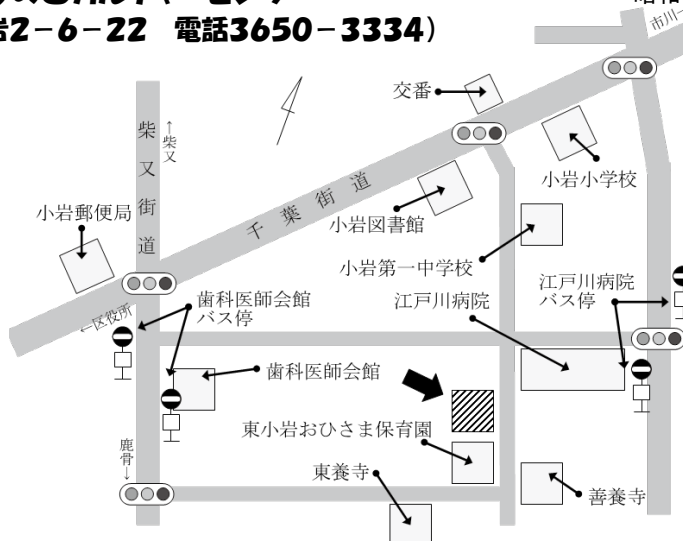 2-6-22　電話3650-3334)
市川
交番
柴又街道
↑柴又
千葉街道
小岩小学校
小岩図書館
小岩郵便局
小岩第一中学校
江戸川病院
江戸川病院
バス停
←区役所
歯科医師会館
バス停
歯科医師会館
東小岩おひさま保育園
鹿骨→
東養寺
善養寺